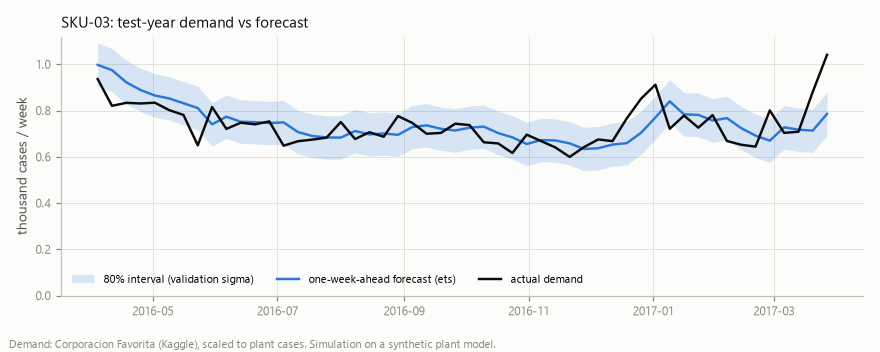 SKU-03: test-year demand vs forecast
thousand cases / week
1.0
0.8
0.6
0.4
0.2
0.0
80% interval (validation sigma)
one-week-ahead forecast (ets)
actual demand
2016-05
2016-07
2016-09
2016-11
2017-01
2017-03
Demand: Corporacion Favorita (Kaggle), scaled to plant cases. Simulation on a synthetic plant model.